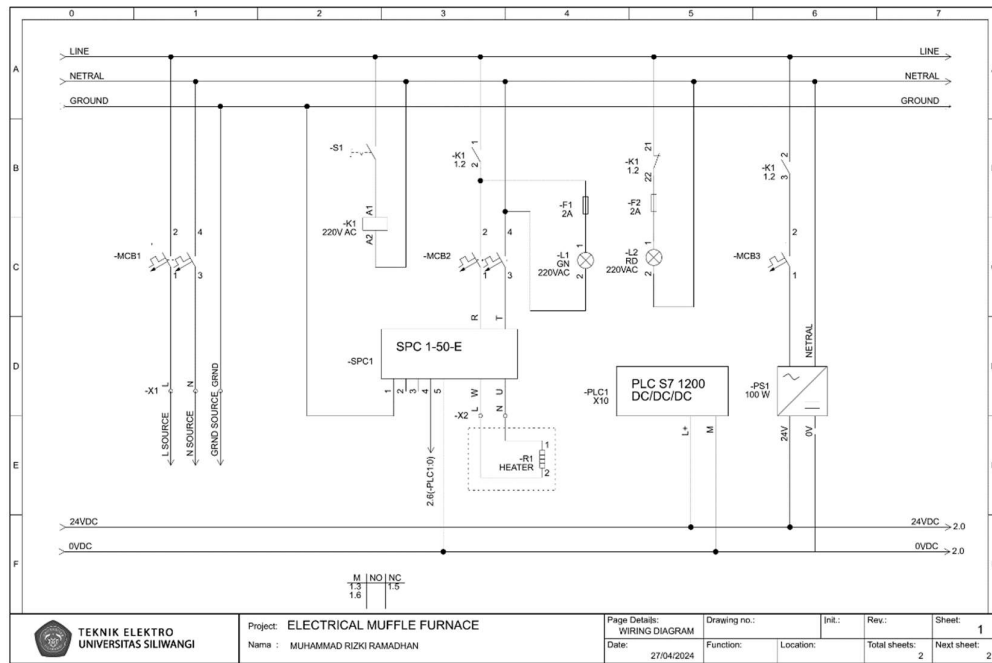 0 1 2 3 4 5 6 7
A
B
C
D
E
F
LINE LINE
NETRAL NETRAL
GROUND GROUND
-S1
-K1
220V AC
A1
A2
-K1
1.2
1
2
-F1
2A
-K1
1.2
21
22
-F2
2A
-K1
1.2
2
3
-MCB1
2 4
1 3
-MCB2
2 4
1 3
-L1
GN
220VAC
1
2
-L2
RD
220VAC
1
2
-MCB3
2
1
R T
-SPC1
SPC 1-50-E
1 2 3 4 5
W U
L N
-X2
-R1
HEATER
1
2
2.6(-PLC1:0)
-PLC1
X10
PLC S7 1200
DC/DC/DC
L+ M
NETRAL
-PS1
100 W
24V 0V
-X1
L N GRND
L SOURCE
N SOURCE
GRND SOURCE
24VDC 24VDC 2.0
0VDC 0VDC 2.0
M NO NC
1.3 1.5
1.6
TEKNIK ELEKTRO
UNIVERSITAS SILIWANGI
Project: ELECTRICAL MUFFLE FURNACE
Name : MUHAMMAD RIZKI RAMADHAN
Page Details:
WIRING DIAGRAM
Drawing no.:
Init.:
Rev.:
Sheet:
1
Date:
27/04/2024
Function:
Location:
Total sheets:
2
Next sheet:
2